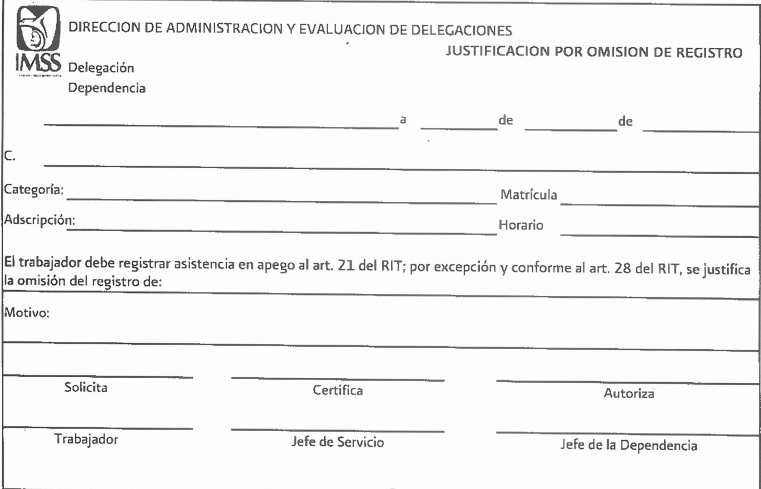 DIRECCION DE ADMINISTRACION Y EVALUACION DE DELEGACIONES
JUSTIFICACION POR OMISION DE REGISTRO
IMSS
Delegación
Dependencia
a de de
C.
Categoría: Matrícula
Adscripción: Horario
El trabajador debe registrar asistencia en apego al art. 21 del RIT; por excepción y conforme al art. 28 del RIT, se justifica
la omisión del registro de:
Motivo:
Solicita Certifica Autoriza
Trabajador Jefe de Servicio Jefe de la Dependencia